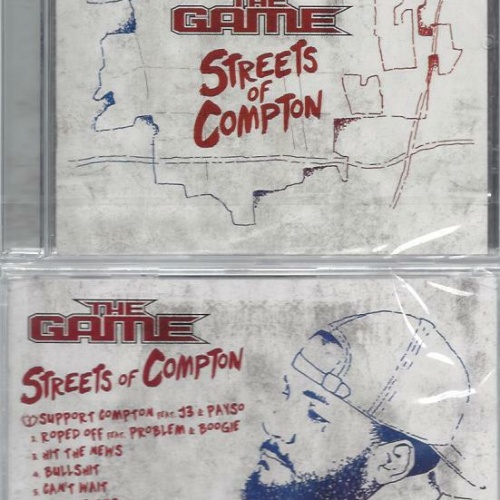 THE
GAME
STREETS
OF
COMPTON
THE
GAME
STREETS OF COMPTON
1. SUPPORT COMPTON FEAT. J3 & PAYSO
2. ROPED OFF FEAT. PROBLEM & BOOGIE
3. HIT THE NEWS
4. BULLSHIT
5. CAN'T WAIT